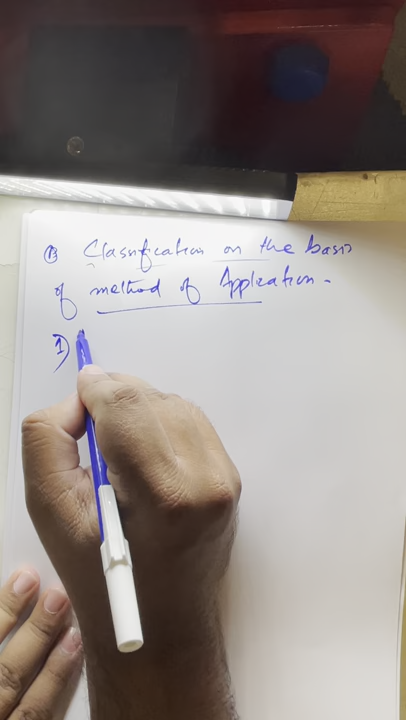 Ⓑ Classification on the basis
of method of Application.
1)